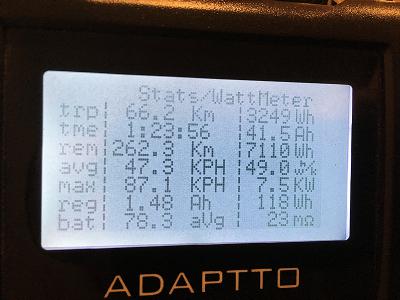 Stats/WattMeter
trp 66.2 Km 3249 Wh
tme 1:23:56 41.5 Ah
rem 262.3 Km 7110 Wh
avg 47.3 KPH 49.0 w/k
max 87.1 KPH 7.5 KW
reg 1.48 Ah 118 Wh
bat 78.3 aVg 23 mΩ
ADAPTTO